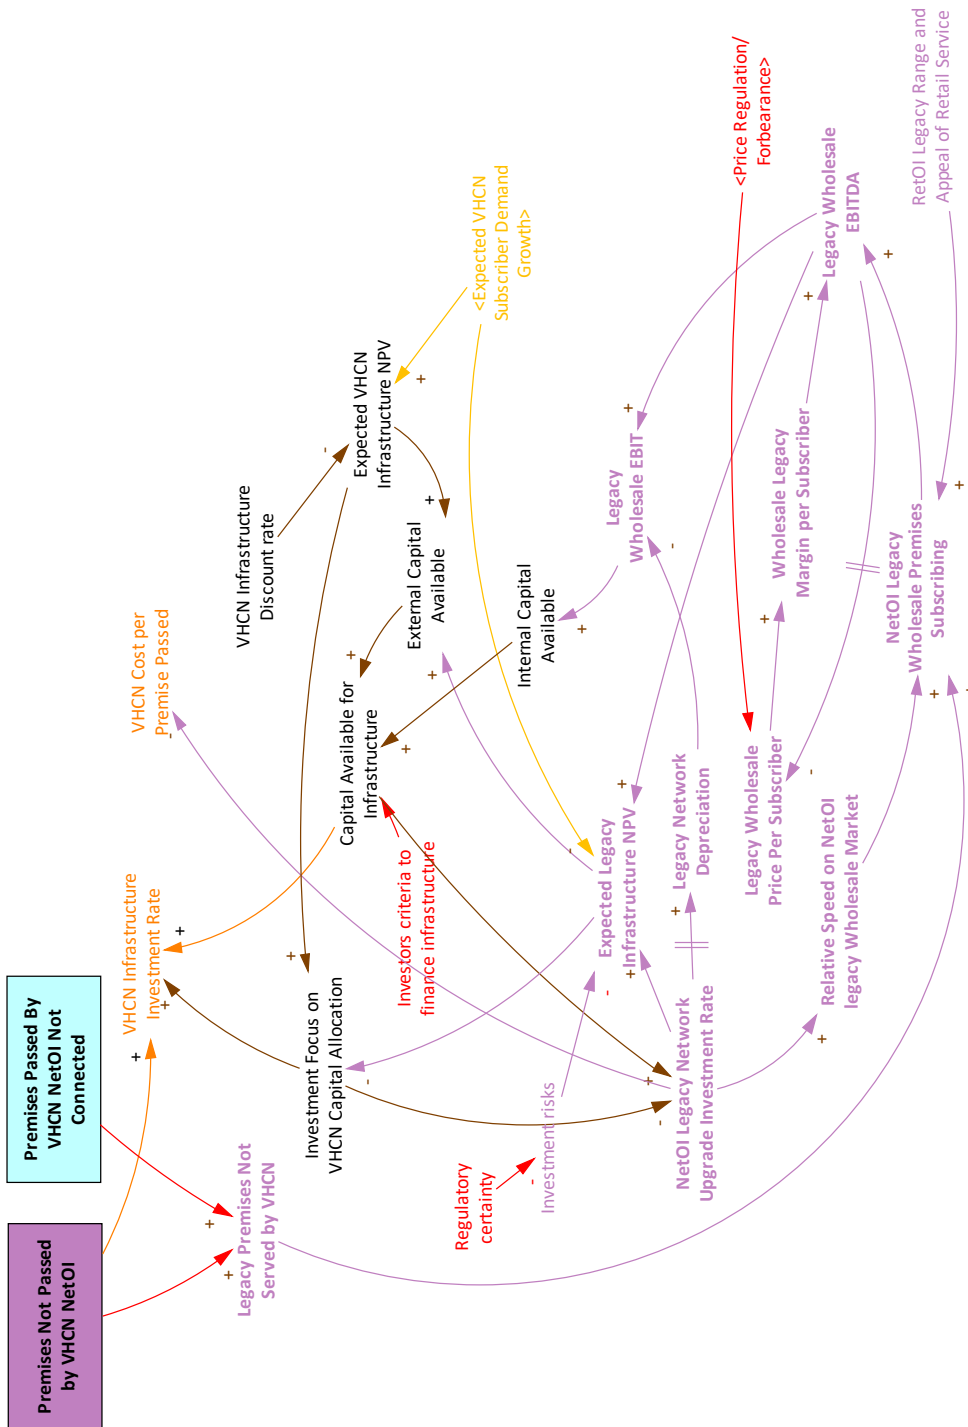 Premises Not Passed
by VHCN NetOI
Premises Passed By
VHCN NetOI Not
Connected
Legacy Premises Not
Served by VHCN
VHCN Infrastructure
Investment Rate
VHCN Cost per
Premise Passed
VHCN Infrastructure
Discount rate
Investment Focus on
VHCN Capital Allocation
Capital Available for
Infrastructure
Expected VHCN
Infrastructure NPV
Investors criteria to
finance infrastructure
External Capital
Available
<Expected VHCN
Subscriber Demand
Growth>
Regulatory
certainty
Investment risks
Internal Capital
Available
Expected Legacy
Infrastructure NPV
Legacy
Wholesale EBIT
NetOI Legacy Network
Upgrade Investment Rate
Legacy Network
Depreciation
<Price Regulation/
Forbearance>
Legacy Wholesale
Price Per Subscriber
Wholesale Legacy
Margin per Subscriber
Legacy Wholesale
EBITDA
Relative Speed on NetOI
legacy Wholesale Market
NetOI Legacy
Wholesale Premises
Subscribing
RetOI Legacy Range and
Appeal of Retail Service